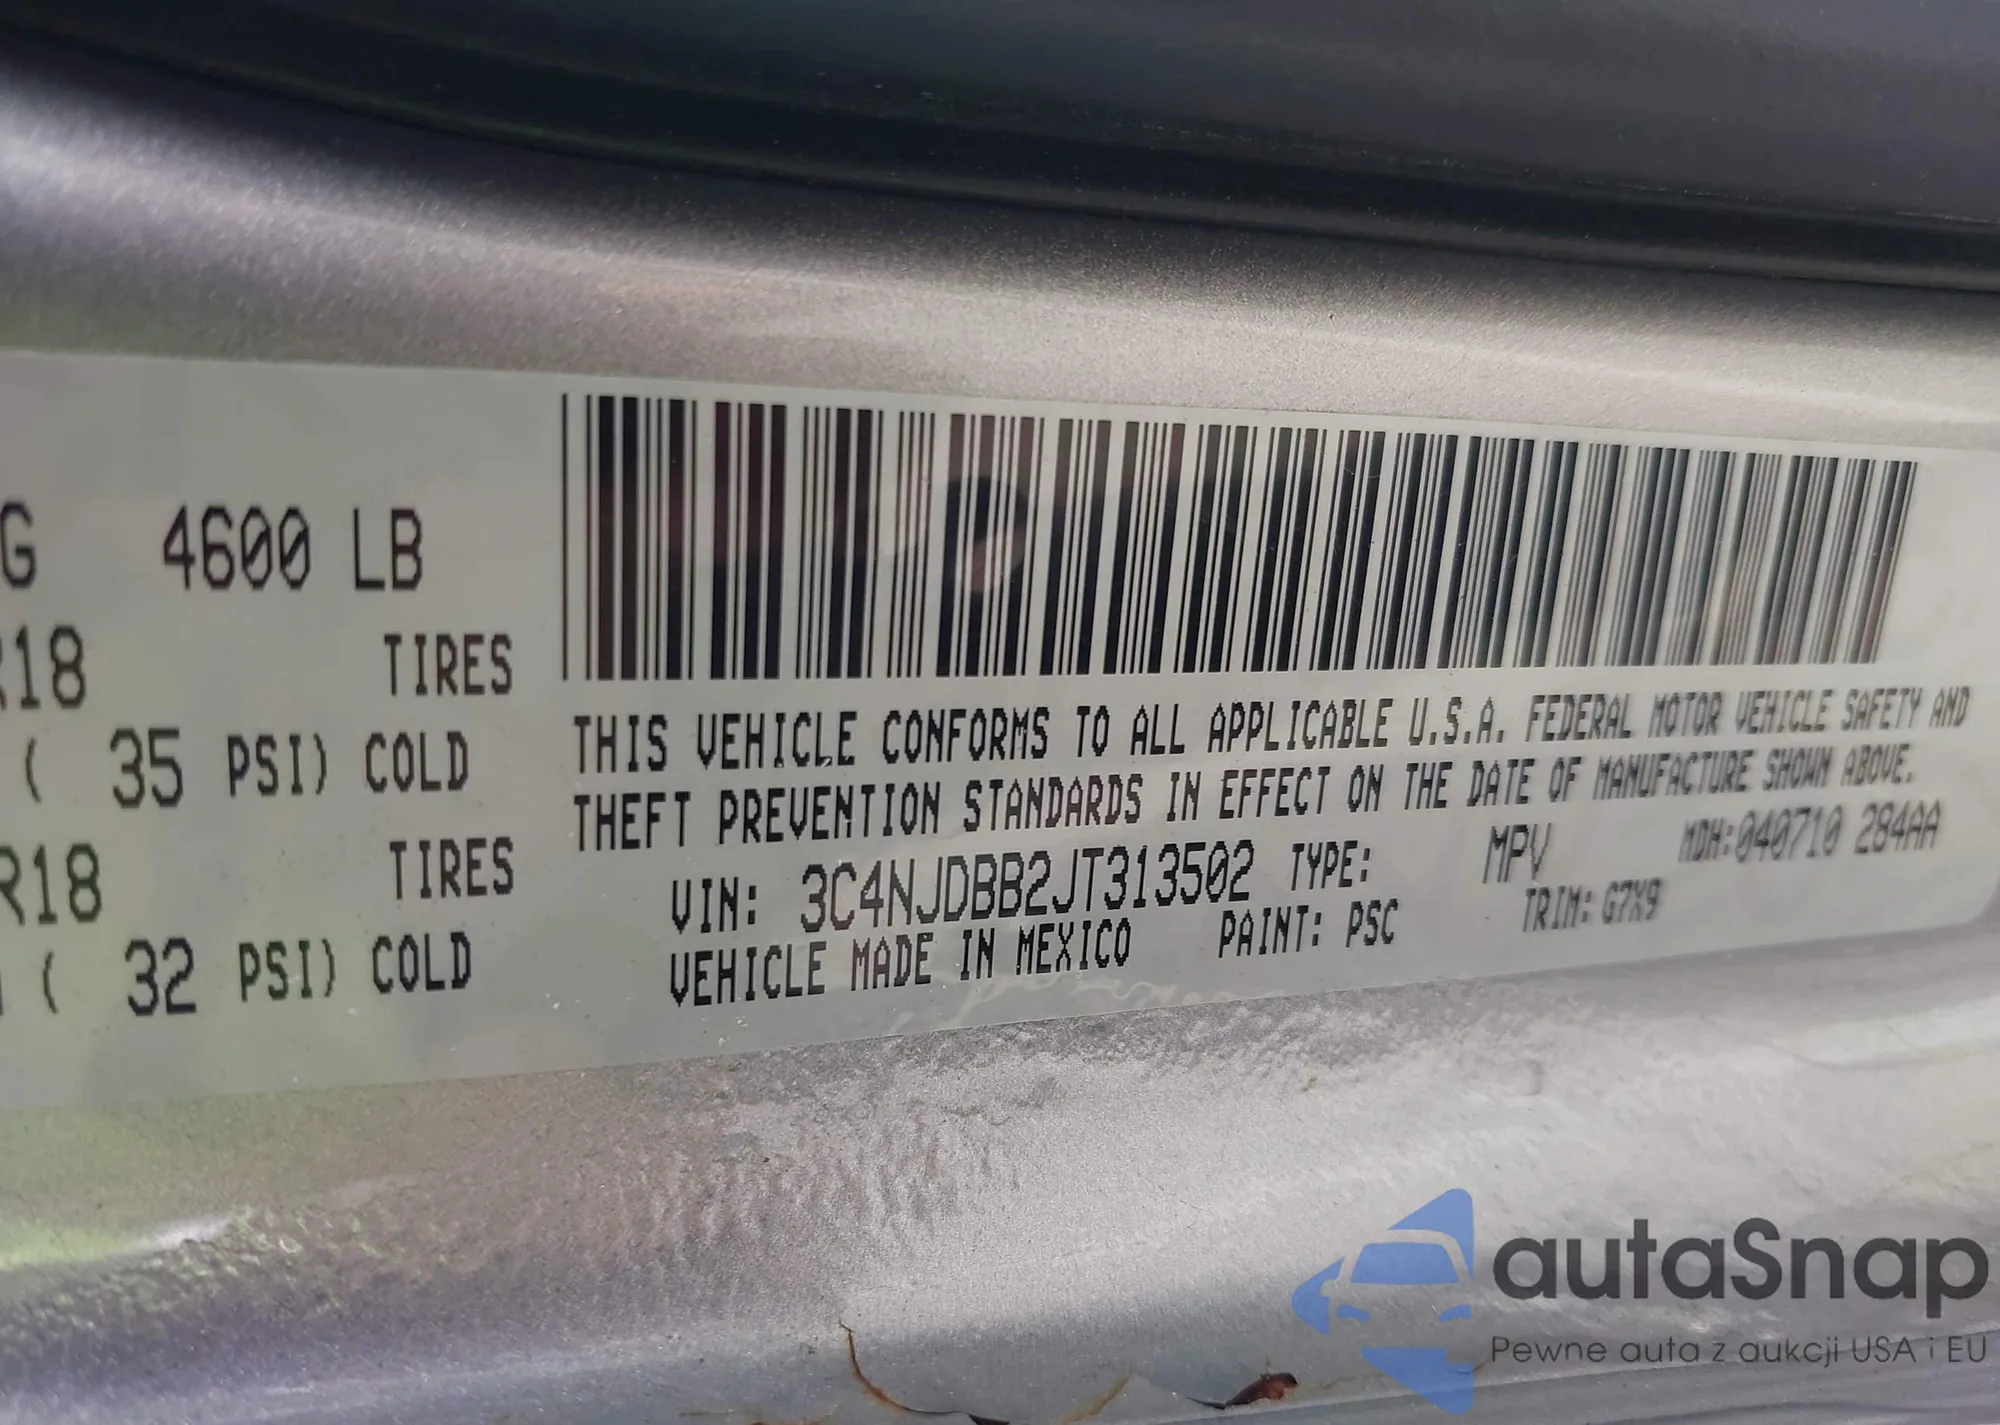 G 4600 LB
R18 TIRES
( 35 PSI) COLD
R18 TIRES
( 32 PSI) COLD
THIS VEHICLE CONFORMS TO ALL APPLICABLE U.S.A. FEDERAL MOTOR VEHICLE SAFETY AND
THEFT PREVENTION STANDARDS IN EFFECT ON THE DATE OF MANUFACTURE SHOWN ABOVE.
VIN: 3C4NJDBB2JT313502 TYPE: MPV MDH:040710 284AA
VEHICLE MADE IN MEXICO PAINT: PSC TRIM: G7X9
autaSnap
Pewne auta z aukcji USA i EU